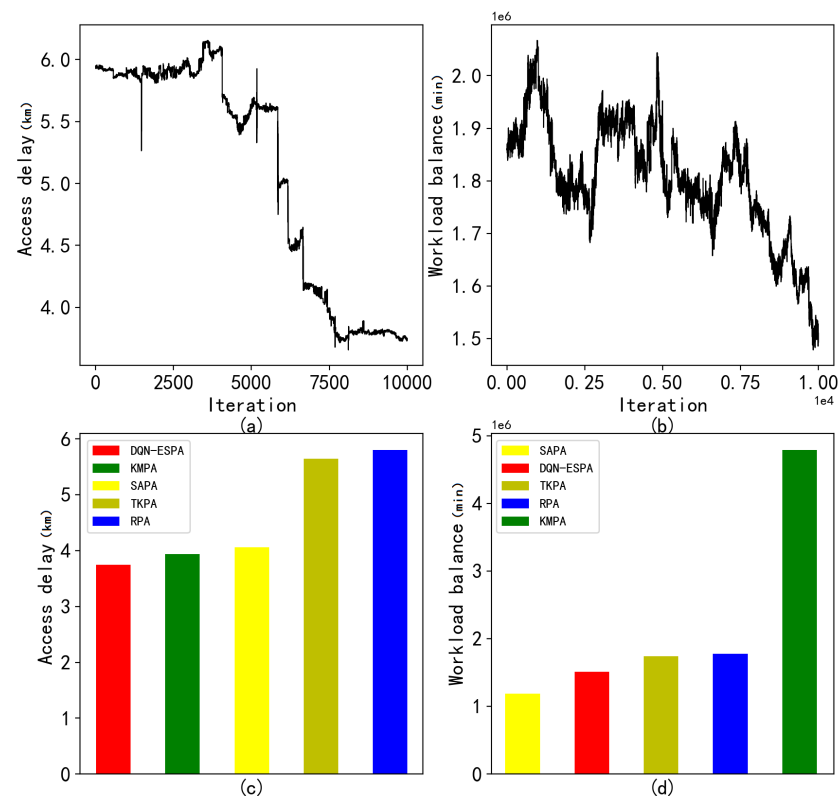 1e6
6.0
5.5
5.0
4.5
4.0
Access delay(km)
0
2500
5000
7500
10000
Iteration
(a)
2.0
1.9
1.8
1.7
1.6
1.5
Workload balance(min)
0.00
0.25
0.50
0.75
1.00
1e4
Iteration
(b)
6
5
4
3
2
1
0
Access delay(km)
DQN-ESPA
KMPA
SAPA
TKPA
RPA
(c)
1e6
5
4
3
2
1
0
Workload balance(min)
SAPA
DQN-ESPA
TKPA
RPA
KMPA
(d)